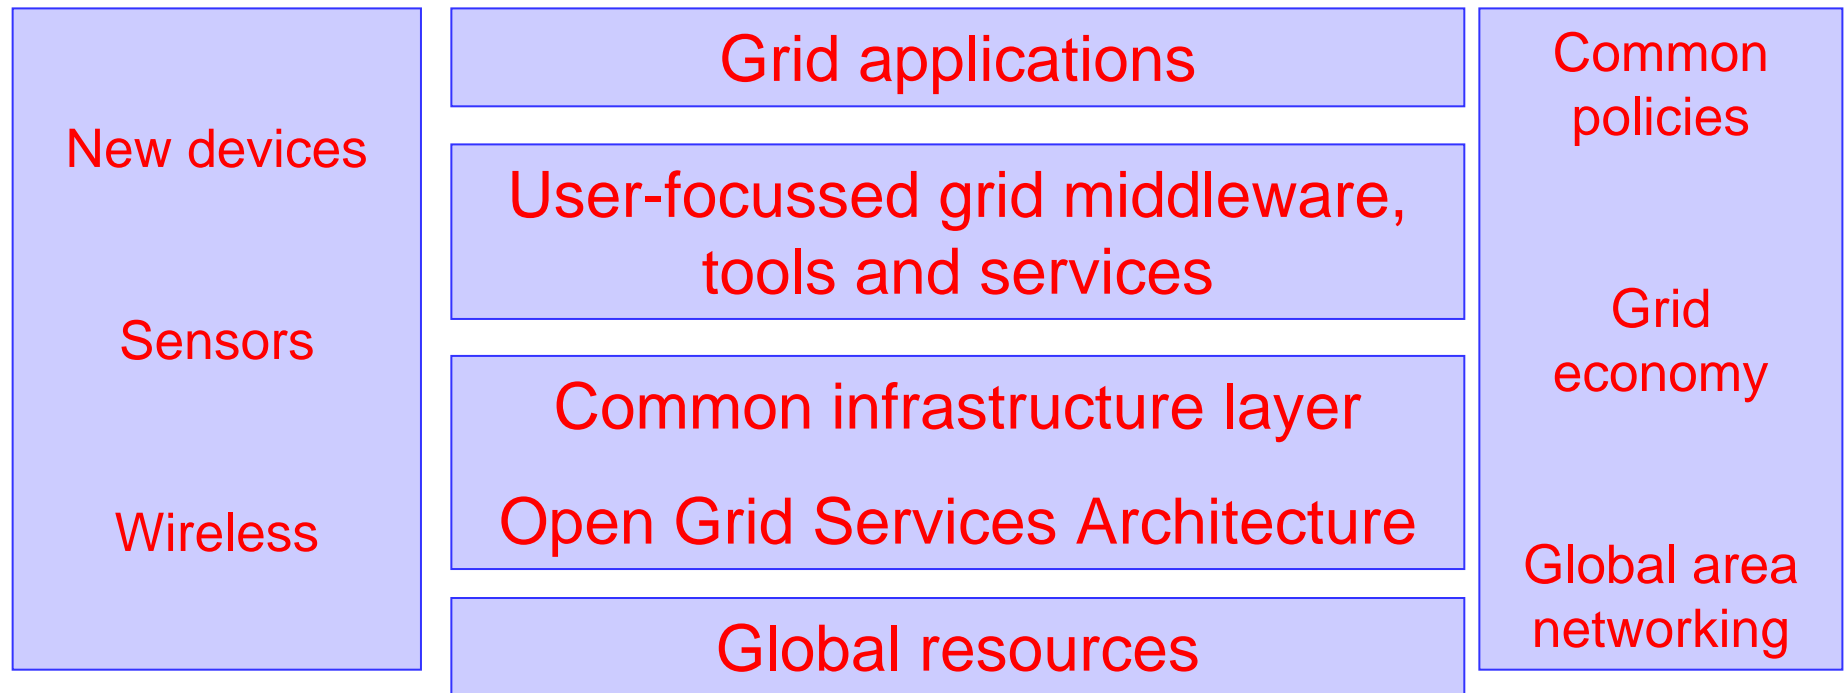 New devices
Sensors
Wireless
Grid applications
User-focussed grid middleware,
tools and services
Common infrastructure layer
Open Grid Services Architecture
Global resources
Common
policies
Grid
economy
Global area
networking